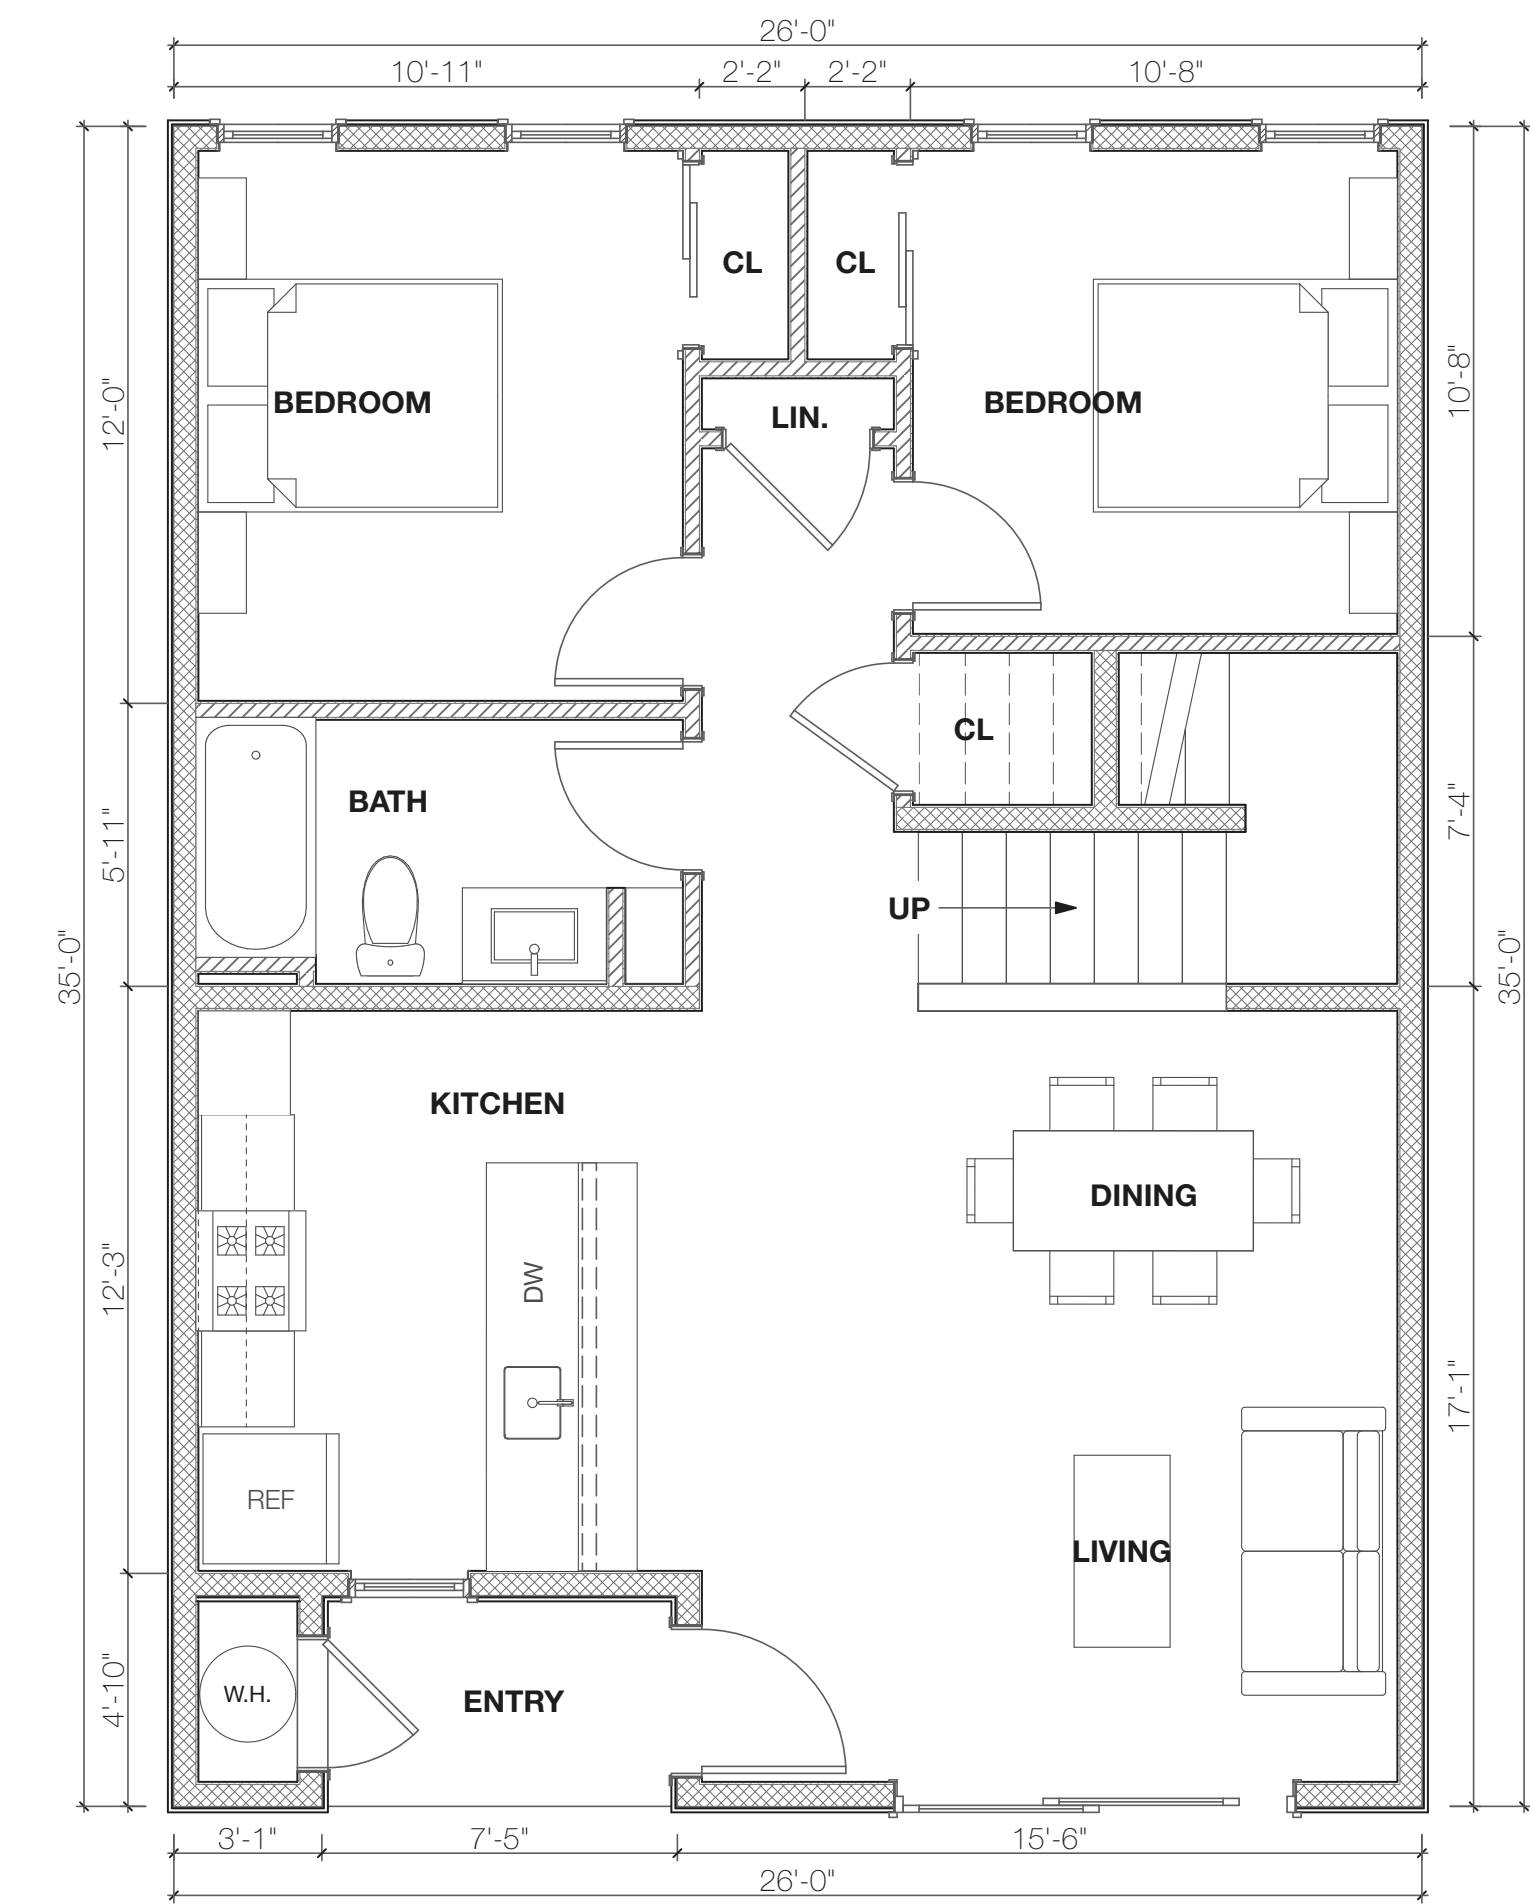 26'-0"
10'-11"
2'-2"
2'-2"
10'-8"
CL
CL
BEDROOM
LIN.
BEDROOM
12'-0"
10'-8"
CL
BATH
5'-11"
7'-4"
UP
35'-0"
35'-0"
KITCHEN
DINING
DW
12'-3"
17'-1"
REF
LIVING
W.H.
ENTRY
4'-10"
3'-1"
7'-5"
15'-6"
26'-0"